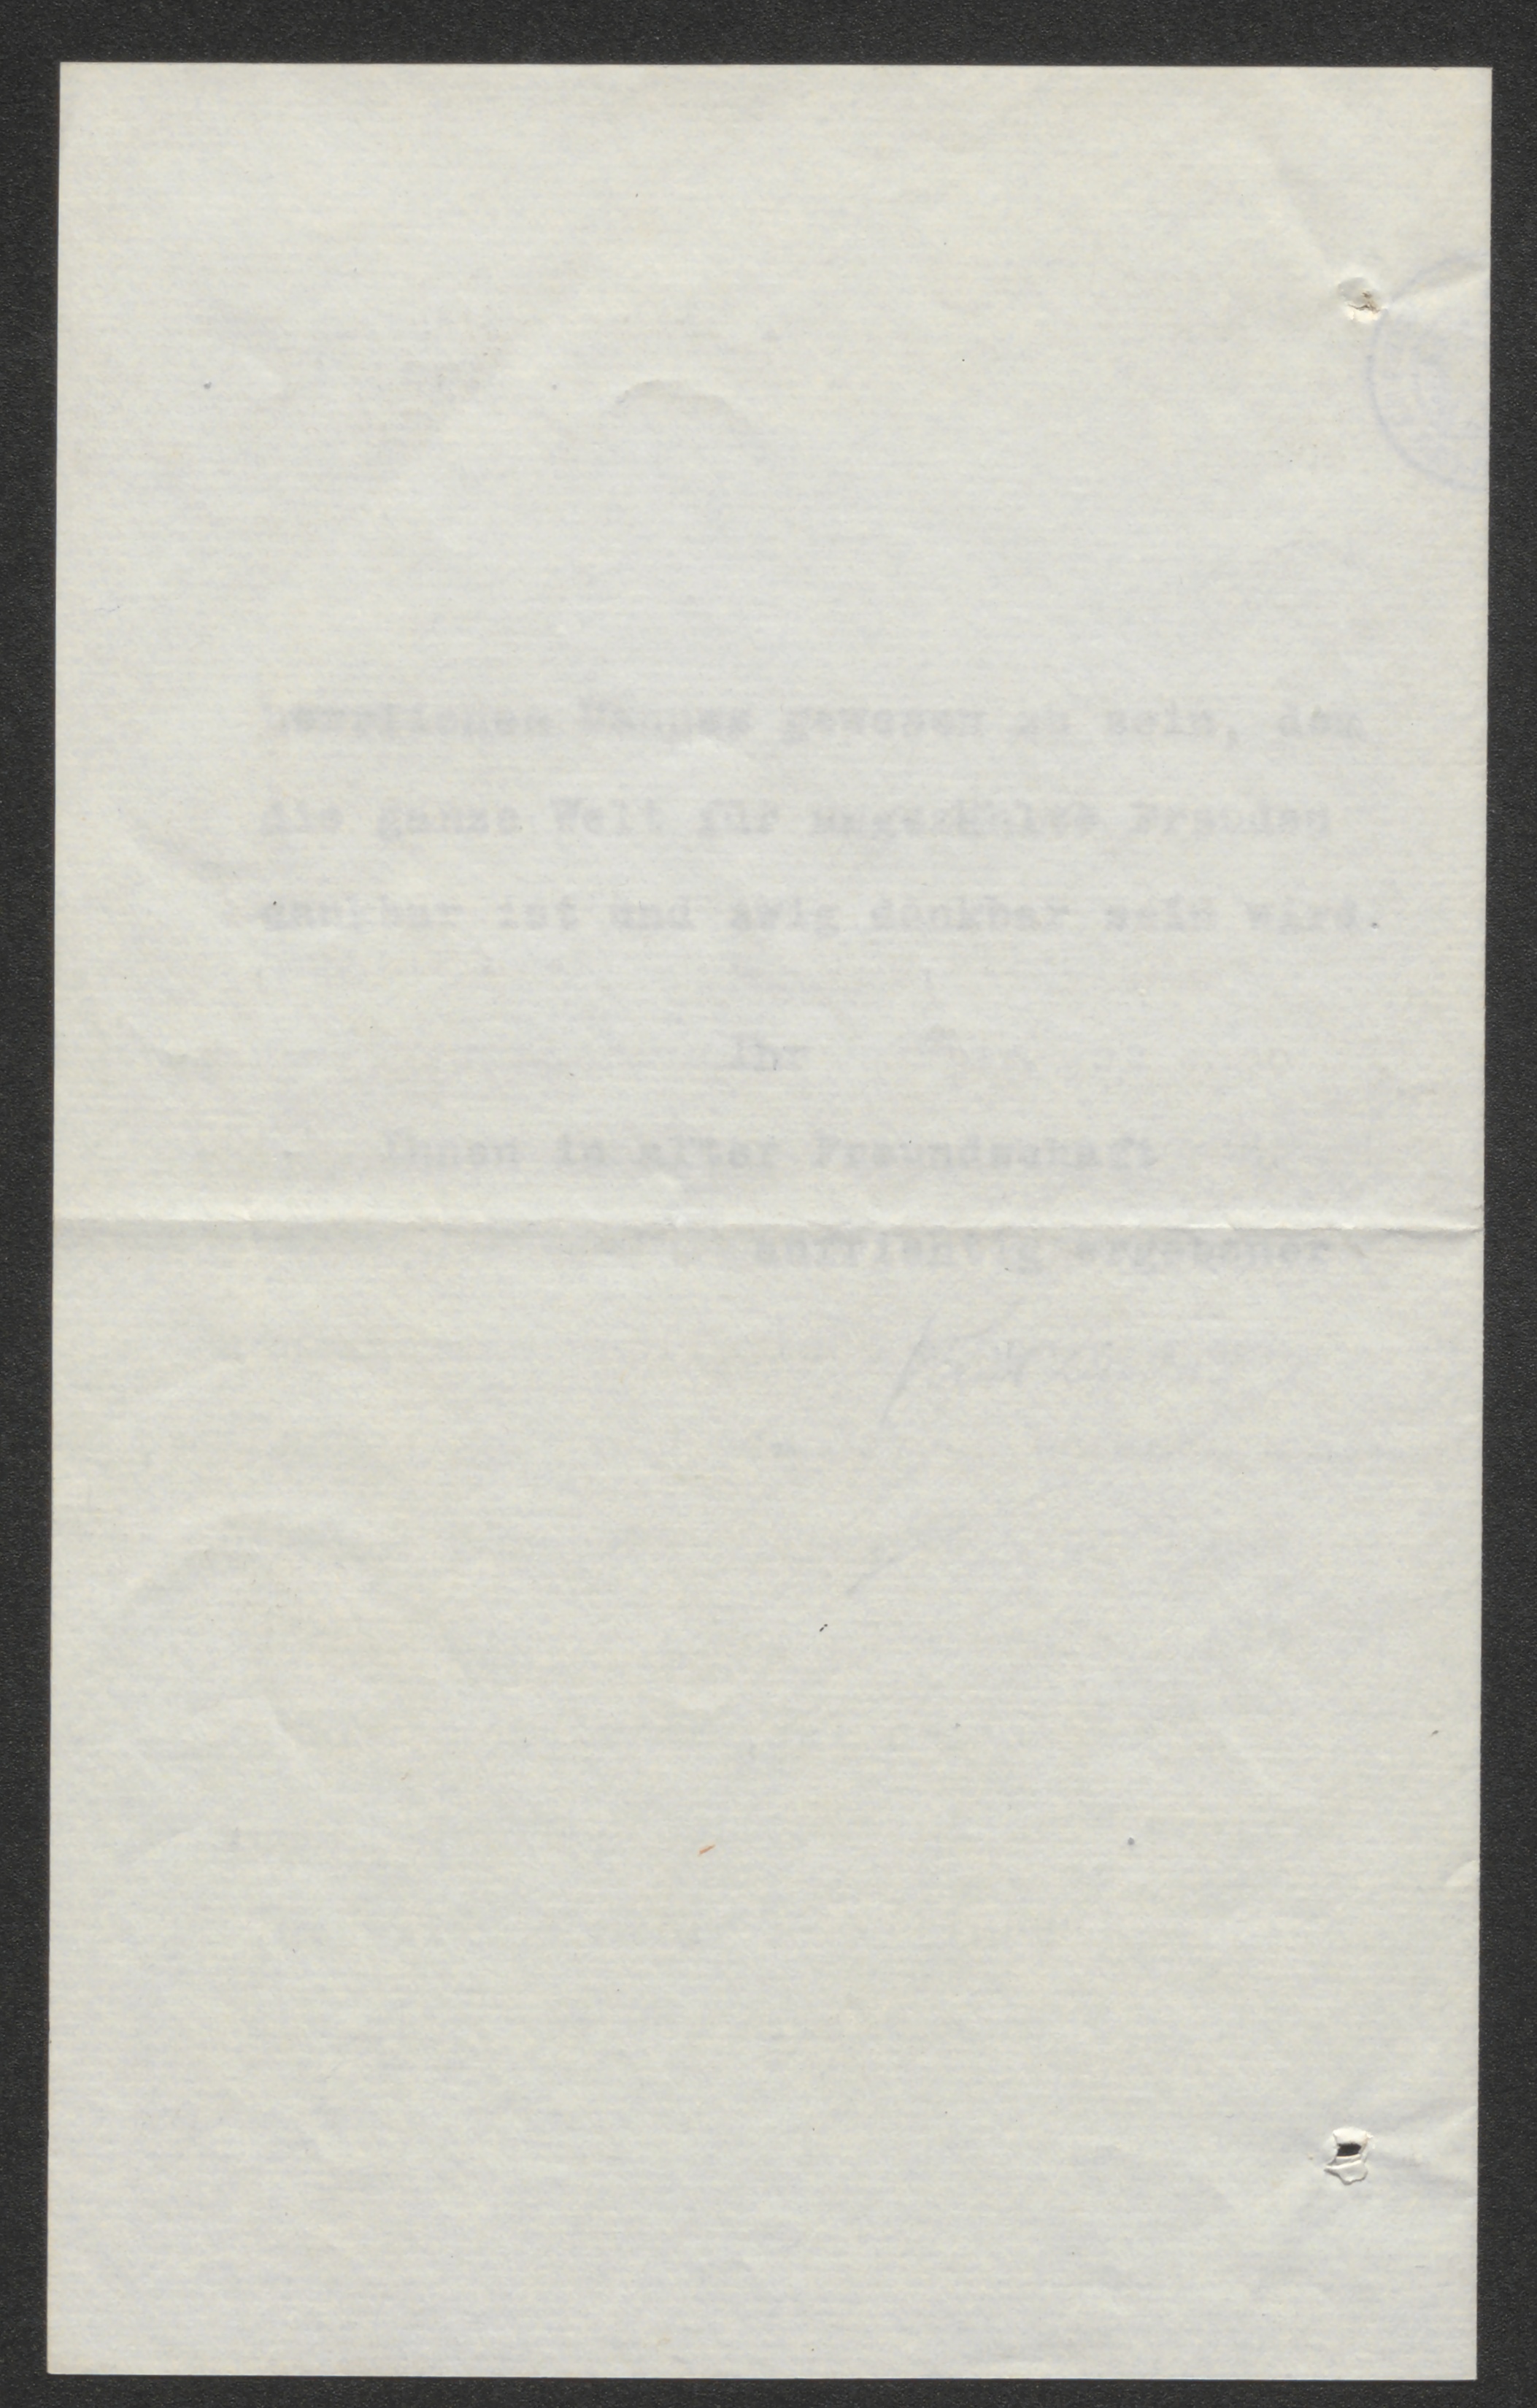 herrlichen Mannes gewesen zu sein, dem
die ganze Welt für ungezählte Freuden
dankbar ist und ewig dankbar sein wird.
Ihr
Ihnen in alter Freundschaft
aufrichtig ergebener